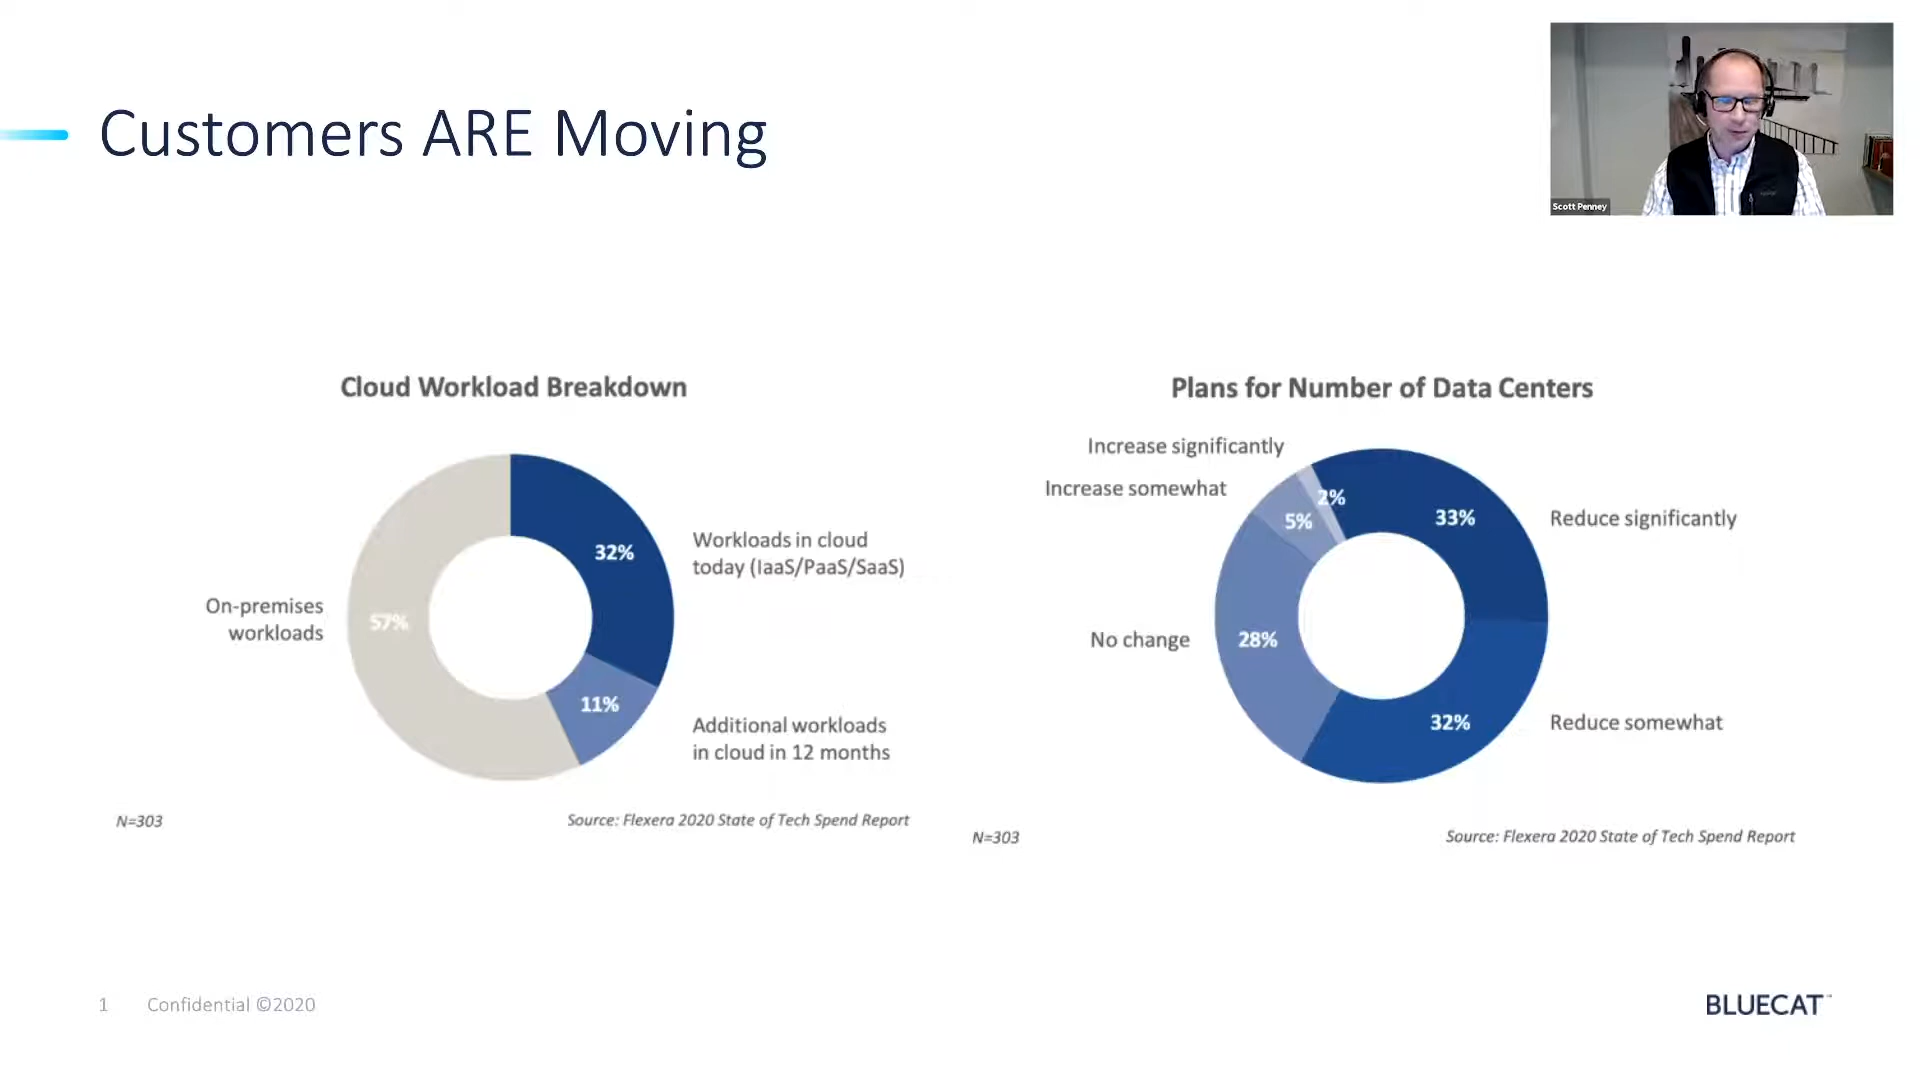 Customers ARE Moving
Scott Penney
Cloud Workload Breakdown
32%
Workloads in cloud
today (IaaS/PaaS/SaaS)
On-premises
workloads
57%
11%
Additional workloads
in cloud in 12 months
N=303
Source: Flexera 2020 State of Tech Spend Report
Plans for Number of Data Centers
Increase significantly
Increase somewhat
2%
5%
33%
Reduce significantly
No change
28%
32%
Reduce somewhat
N=303
Source: Flexera 2020 State of Tech Spend Report
1 Confidential ©2020
BLUECAT™